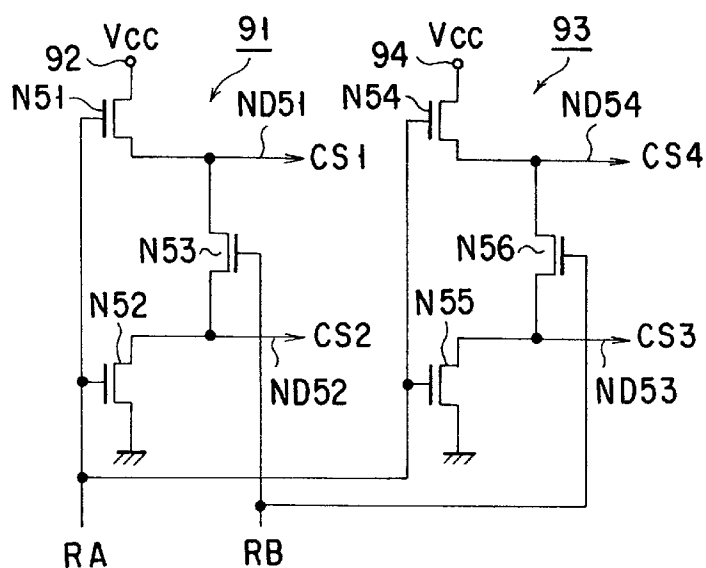 VCC 91 VCC 93
92 94
N51 ND51 N54 ND54
CS1 CS4
N53 N56
N52 N55
CS2 CS3
ND52 ND53
RA RB